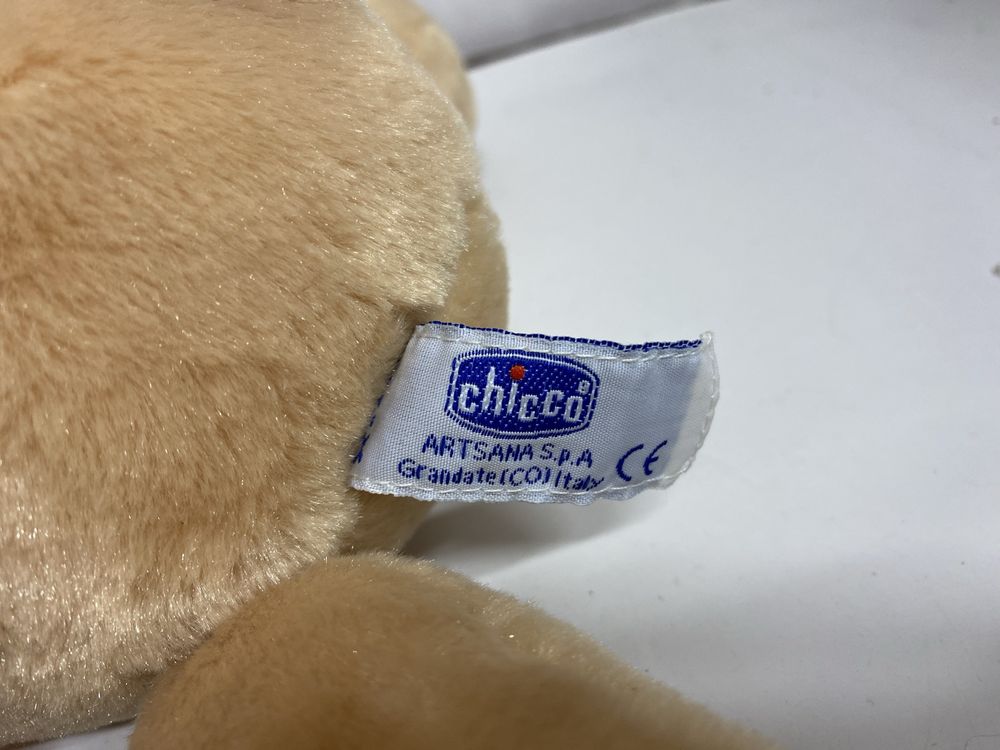 chicco
ARTSANA S.p.A
Grandate (CO) Italy
CE